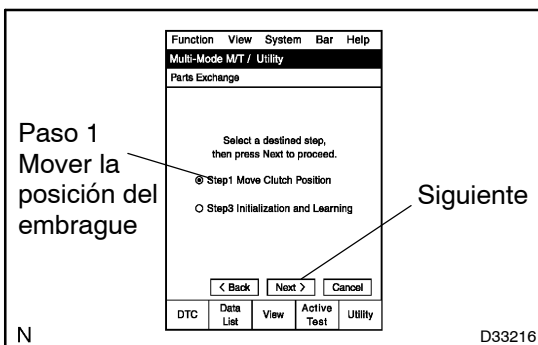 Function View System Bar Help
Multi-Mode M/T / Utility
Parts Exchange
Select a destined step,
then press Next to proceed.
Step1 Move Clutch Position
Step3 Initialization and Learning
< Back Next > Cancel
DTC Data List View Active Test Utility
Paso 1
Mover la
posición del
embrague
Siguiente
N
D33216